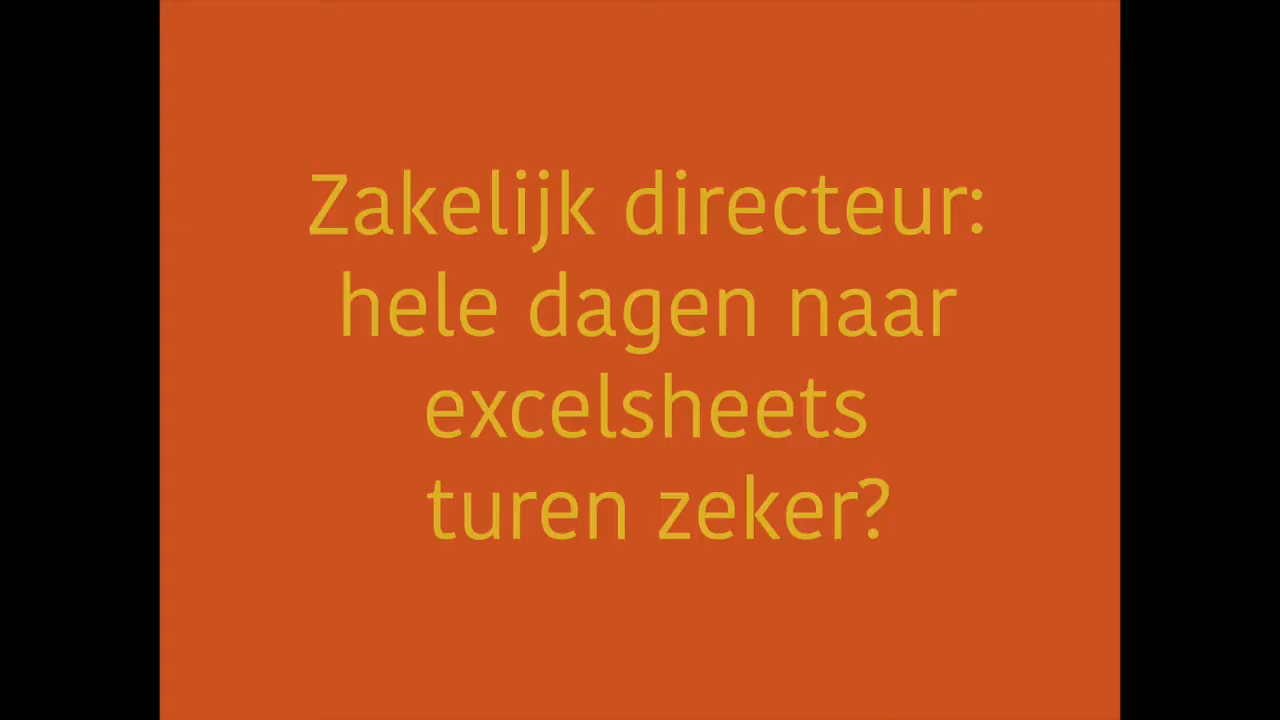 Zakelijk directeur:
hele dagen naar
excelsheets
turen zeker?